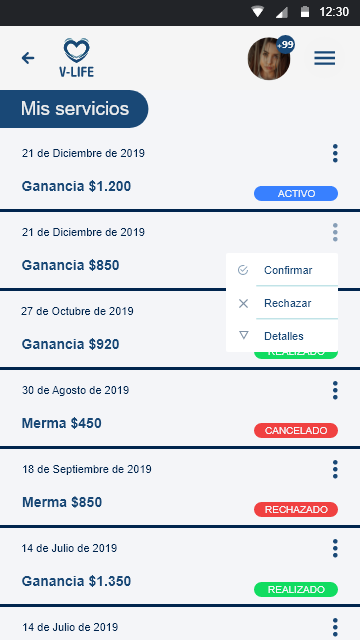 12:30
+99
V-LIFE
Mis servicios
21 de Diciembre de 2019
Ganancia $1.200
ACTIVO
21 de Diciembre de 2019
Ganancia $850
Confirmar
Rechazar
Detalles
27 de Octubre de 2019
Ganancia $920
REALIZADO
30 de Agosto de 2019
Merma $450
CANCELADO
18 de Septiembre de 2019
Merma $850
RECHAZADO
14 de Julio de 2019
Ganancia $1.350
REALIZADO
14 de Julio de 2019